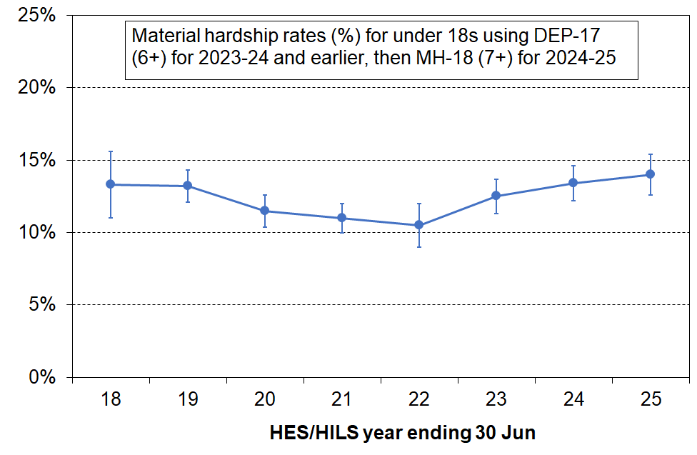 25%
Material hardship rates (%) for under 18s using DEP-17
(6+) for 2023-24 and earlier, then MH-18 (7+) for 2024-25
20%
15%
10%
5%
0%
18 19 20 21 22 23 24 25
HES/HILS year ending 30 Jun